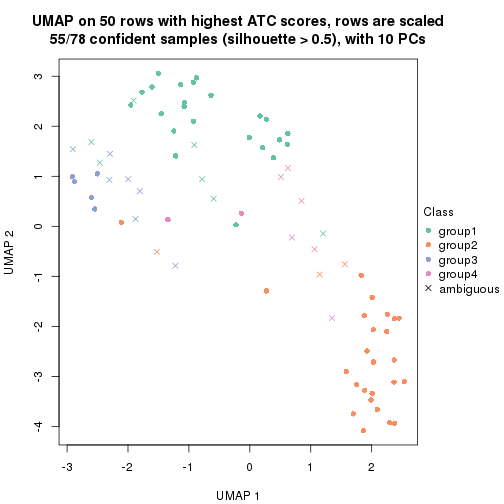 UMAP on 50 rows with highest ATC scores, rows are scaled
55/78 confident samples (silhouette > 0.5), with 10 PCs
3
2
1
0
-1
-2
-3
-4
UMAP 2
-3
-2
-1
0
1
2
UMAP 1
Class
group1
group2
group3
group4
ambiguous